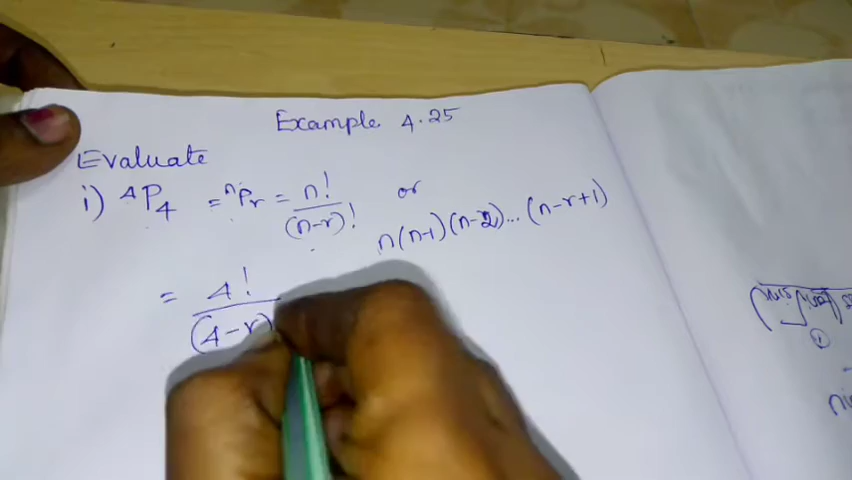 Example 4.25
Evaluate
i) ⁴P₄ = ⁿPᵣ = n!/(n-r)! or
n(n-1)(n-2)...(n-r+1)
= 4!/(4-r)